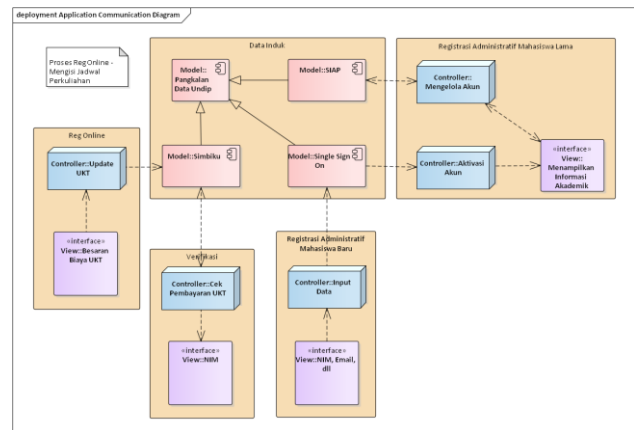 deployment Application Communication Diagram
Proses RegOnline -
Mengisi Jadwal
Perkuliahan
Data Induk
Model::
Pangkalan
Data Undip
Model::SIAP
Model::Simbiku
Model::Single Sign
On
Registrasi Administratif Mahasiswa Lama
Controller::
Mengelola Akun
Controller::Aktivasi
Akun
«interface»
View::
Menampilkan
Informasi
Akademik
Reg Online
Controller::Update
UKT
«interface»
View::Besaran
Biaya UKT
Verifikasi
Controller::Cek
Pembayaran UKT
«interface»
View::NIM
Registrasi Administratif
Mahasiswa Baru
Controller::Input
Data
«interface»
View::NIM, Email,
dll